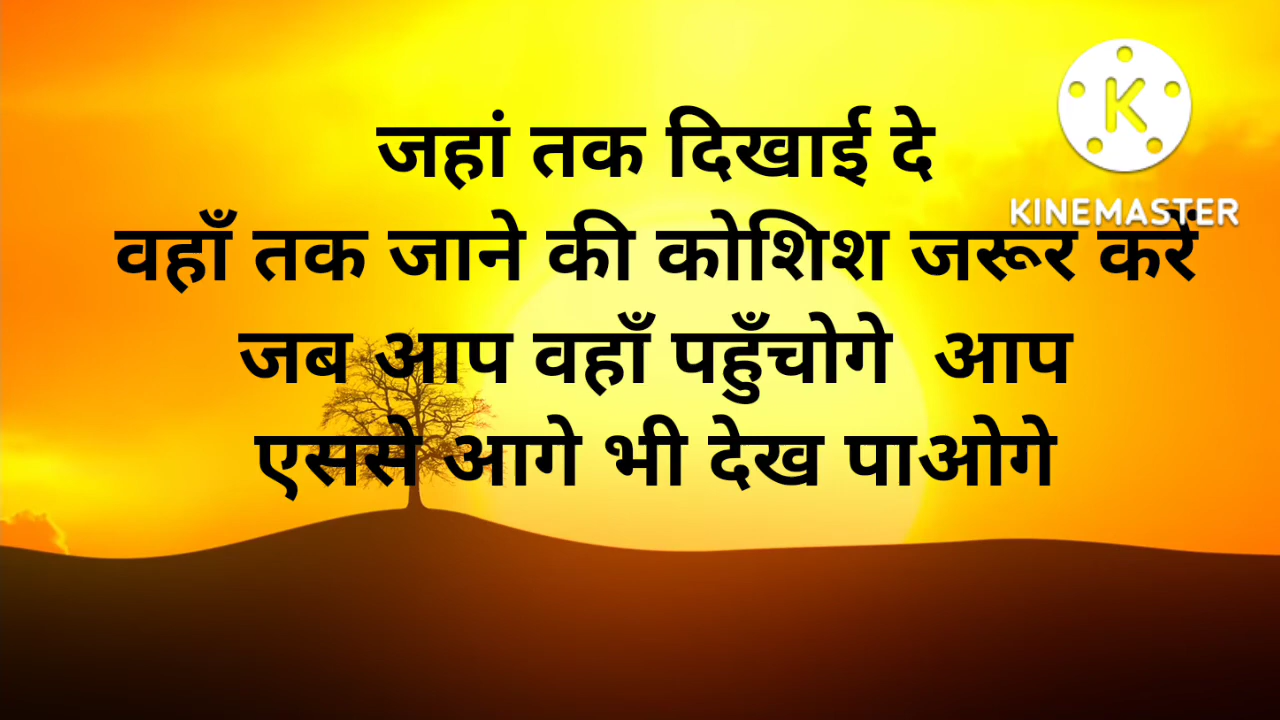 जहां तक दिखाई दे
वहाँ तक जाने की कोशिश जरूर करें
जब आप वहाँ पहुँचोगे आप
एससे आगे भी देख पाओगे
K
KINEMASTER